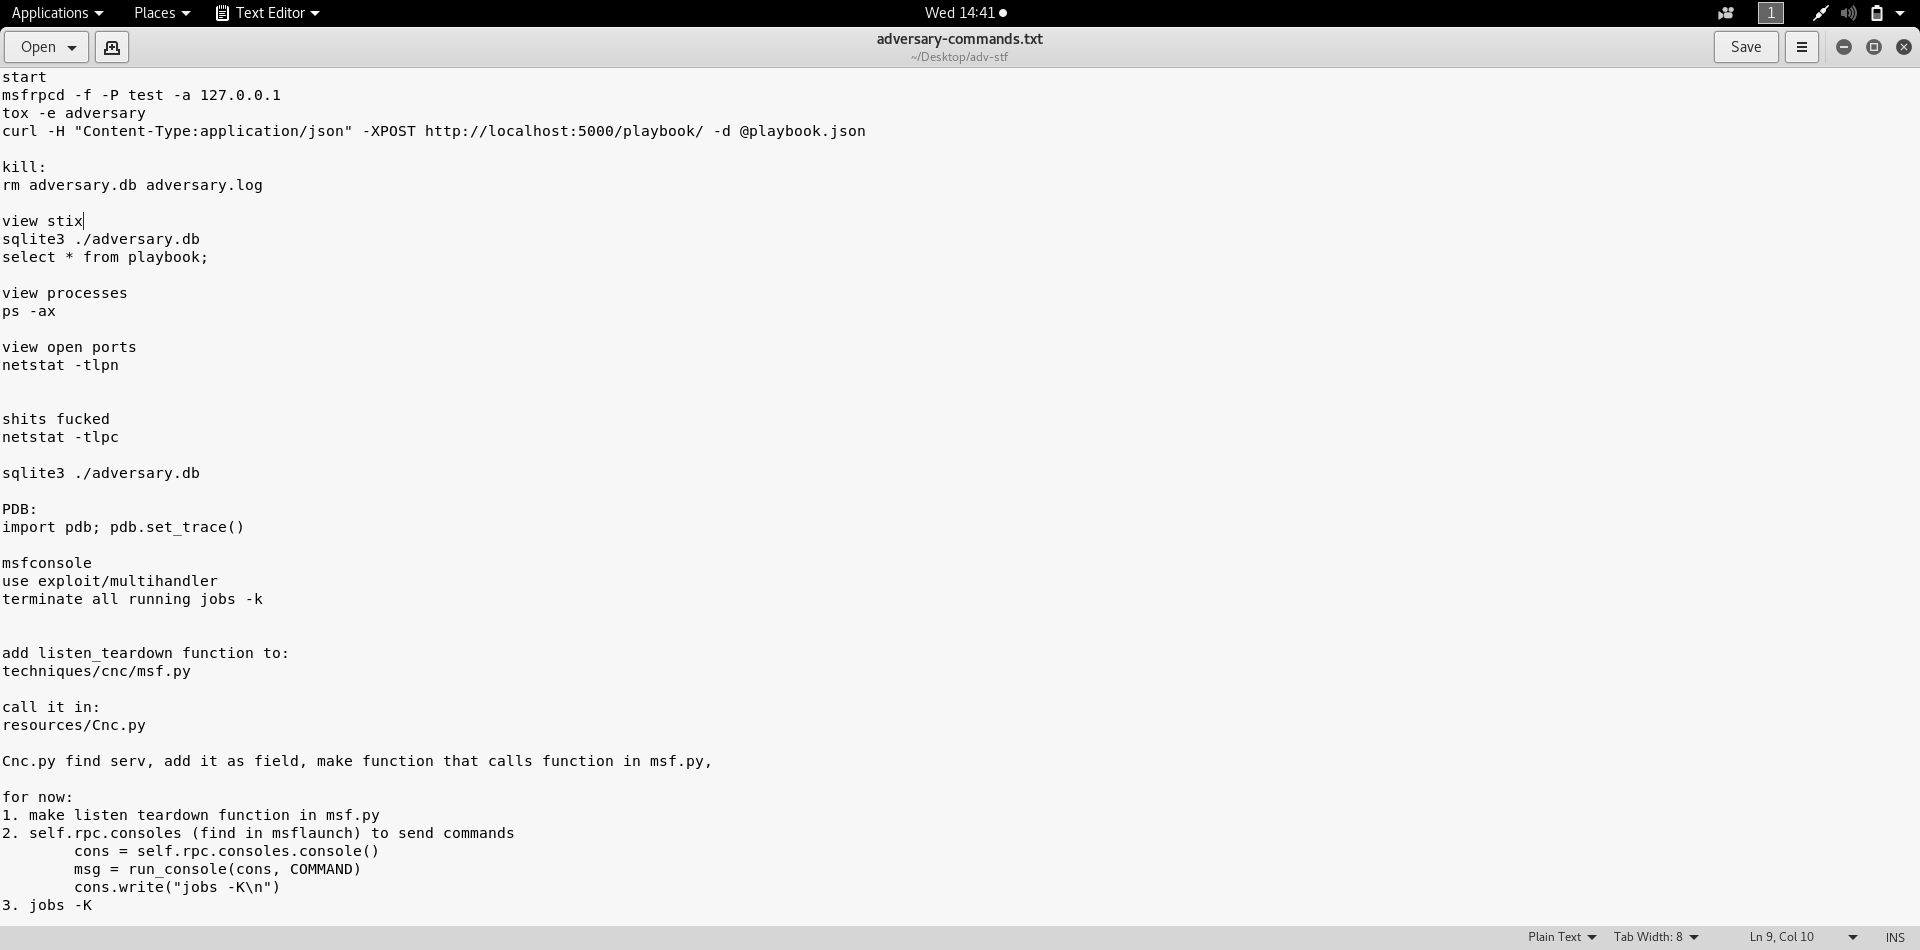 Applications Places Text Editor Wed 14:41 1
Open adversary-commands.txt Save
~/Desktop/adv-stf
start
msfrpcd -f -P test -a 127.0.0.1
tox -e adversary
curl -H "Content-Type:application/json" -XPOST http://localhost:5000/playbook/ -d @playbook.json
kill:
rm adversary.db adversary.log
view stix
sqlite3 ./adversary.db
select * from playbook;
view processes
ps -ax
view open ports
netstat -tlpn
shits fucked
netstat -tlpc
sqlite3 ./adversary.db
PDB:
import pdb; pdb.set_trace()
msfconsole
use exploit/multihandler
terminate all running jobs -k
add listen_teardown function to:
techniques/cnc/msf.py
call it in:
resources/Cnc.py
Cnc.py find serv, add it as field, make function that calls function in msf.py,
for now:
1. make listen teardown function in msf.py
2. self.rpc.consoles (find in msflaunch) to send commands
cons = self.rpc.consoles.console()
msg = run_console(cons, COMMAND)
cons.write("jobs -K\n")
3. jobs -K
Plain Text Tab Width: 8 Ln 9, Col 10 INS